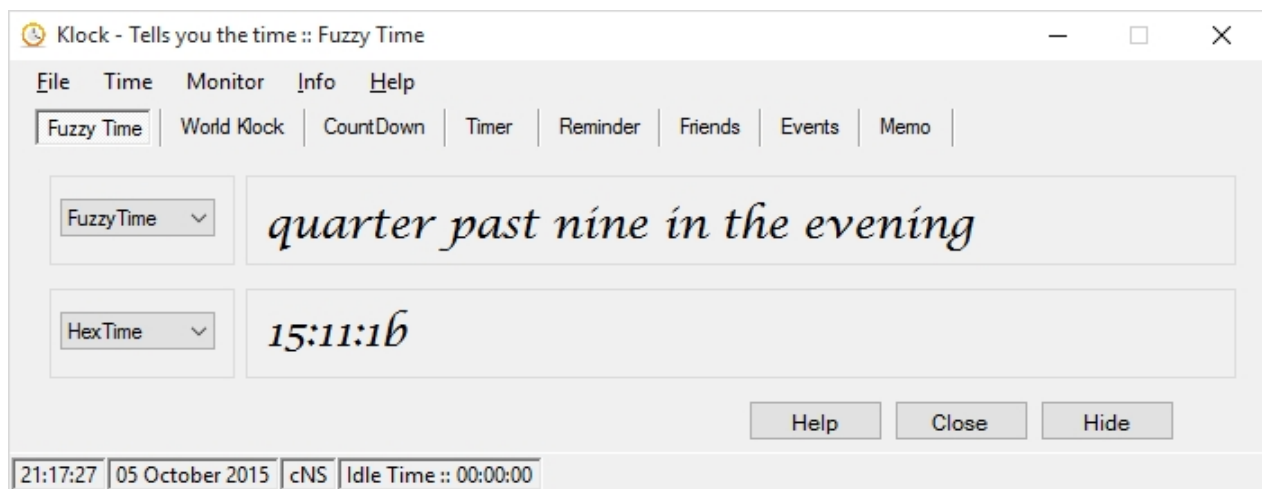 Klock - Tells you the time :: Fuzzy Time
File Time Monitor Info Help
Fuzzy Time World Klock CountDown Timer Reminder Friends Events Memo
FuzzyTime quarter past nine in the evening
HexTime 15:11:1b
Help Close Hide
21:17:27 05 October 2015 cNS Idle Time :: 00:00:00